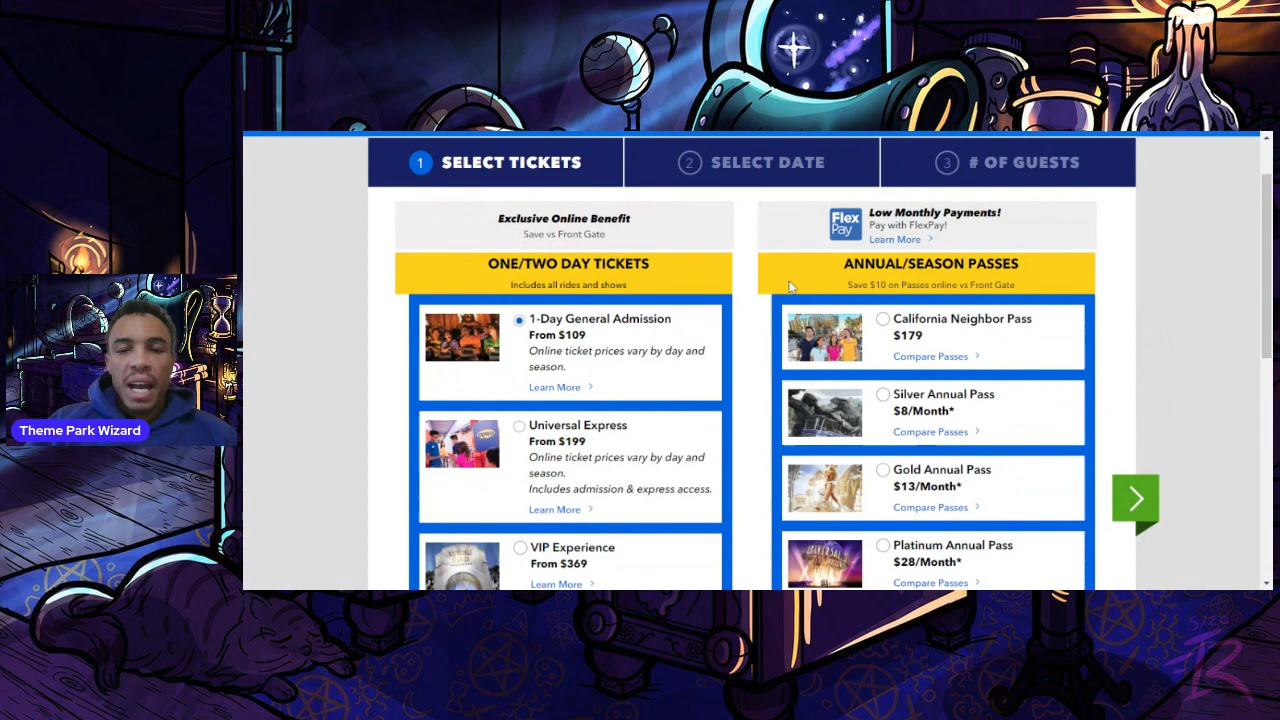 1 SELECT TICKETS
2 SELECT DATE
3 # OF GUESTS
Exclusive Online Benefit
Save vs Front Gate
Flex
Pay
Low Monthly Payments!
Pay with FlexPay!
Learn More >
ONE/TWO DAY TICKETS
Includes all rides and shows
ANNUAL/SEASON PASSES
Save $10 on Passes online vs Front Gate
1-Day General Admission
From $109
Online ticket prices vary by day and
season.
Learn More >
Universal Express
From $199
Online ticket prices vary by day and
season.
Includes admission & express access.
Learn More >
VIP Experience
From $369
Learn More >
California Neighbor Pass
$179
Compare Passes >
Silver Annual Pass
$8/Month*
Compare Passes >
Gold Annual Pass
$13/Month*
Compare Passes >
Platinum Annual Pass
$28/Month*
Compare Passes >
Theme Park Wizard